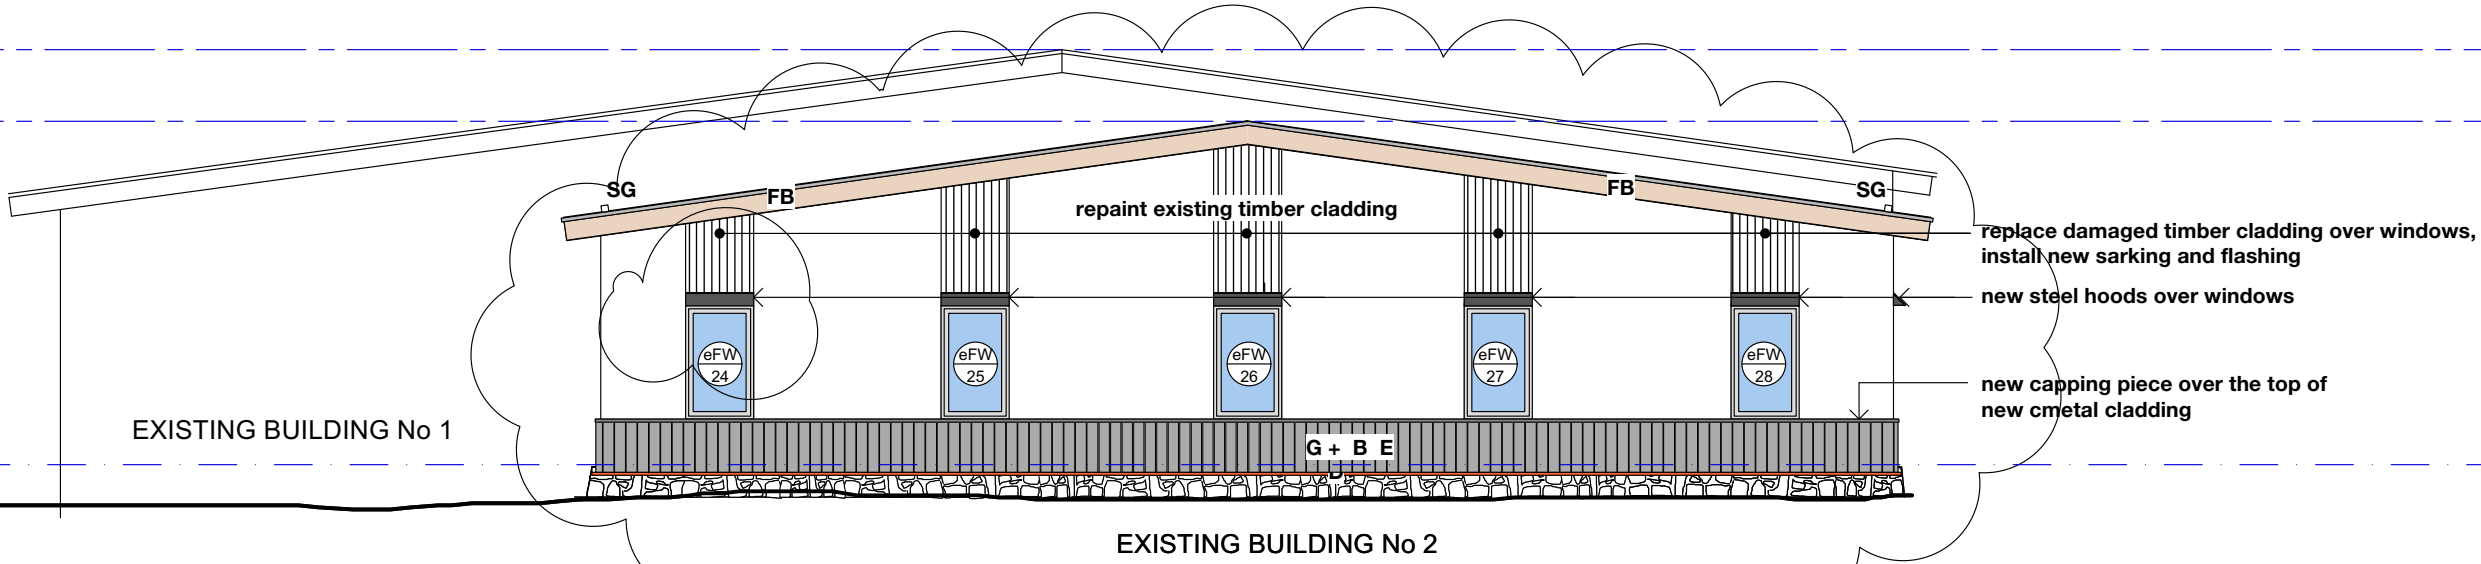 SG
FB
FB
SG
repaint existing timber cladding
replace damaged timber cladding over windows,
install new sarking and flashing
new steel hoods over windows
eFW
24
eFW
25
eFW
26
eFW
27
eFW
28
new capping piece over the top of
new cmetal cladding
EXISTING BUILDING No 1
G + B E
EXISTING BUILDING No 2